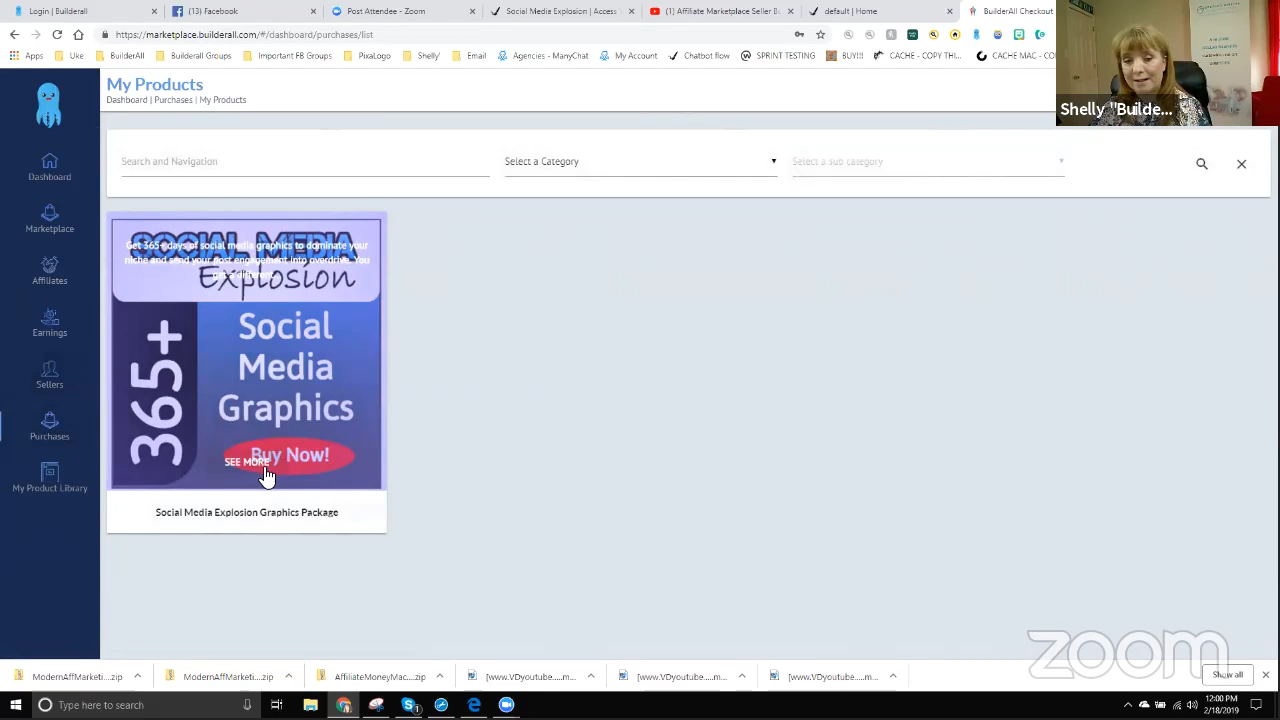 Login | Builderall
(13) Facebook
Post Attendee - Zoom
Social Media Explosion | Access
(1) Affiliate Marketplace Seller B
default | Home
BuilderAll Checkout
https://marketplace.builderall.com/#/dashboard/purchases/list
Apps
Uke
BuilderAll
Builderall Groups
Important FB Groups
PixaLogo
Shelly
Email
Agency - ManyChat
My Account
Chatbot flow
SPRINT TESTING
BUY!!!
CACHE - COPY THI...
CACHE MAC - CO
Shelly "Builde...
My Products
Dashboard | Purchases | My Products
Search and Navigation
Select a Category
Select a sub category
Dashboard
Marketplace
Affiliates
Earnings
Sellers
Purchases
My Product Library
SOCIAL MEDIA
Explosion
Get 365+ days of social media graphics to dominate your
niche and send your post engagement into overdrive. You
365+
Social
Media
Graphics
Buy Now!
SEE MORE
Social Media Explosion Graphics Package
zoom
ModernAffMarketi....zip
ModernAffMarketi....zip
AffiliateMoneyMac....zip
[www.VDyoutube....m...
[www.VDyoutube....m...
[www.VDyoutube....m...
Show all
Type here to search
12:00 PM
2/18/2019